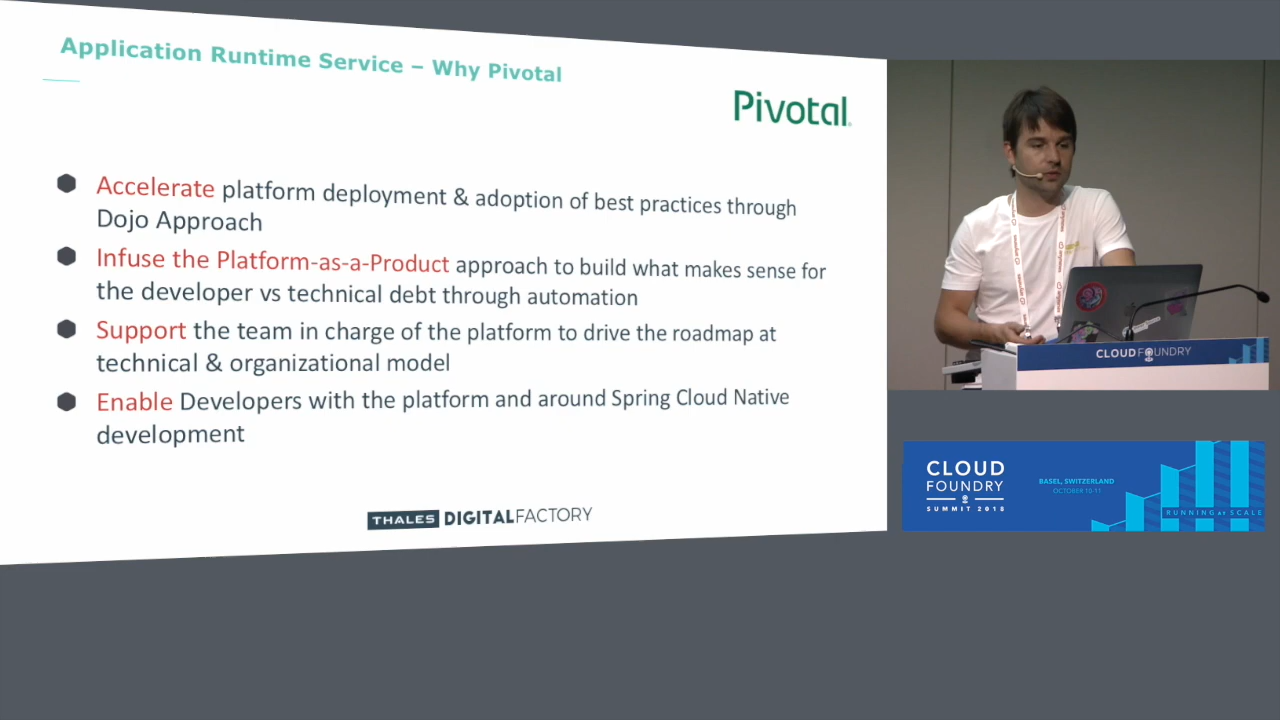 Application Runtime Service – Why Pivotal
Pivotal
Accelerate platform deployment & adoption of best practices through
Dojo Approach
Infuse the Platform-as-a-Product approach to build what makes sense for
the developer vs technical debt through automation
Support the team in charge of the platform to drive the roadmap at
technical & organizational model
Enable Developers with the platform and around Spring Cloud Native
development
THALES DIGITALFACTORY
CLOUD FOUNDRY
CLOUD
FOUNDRY
SUMMIT 2018
BASEL, SWITZERLAND
OCTOBER 10-11
RUNNING AT SCALE